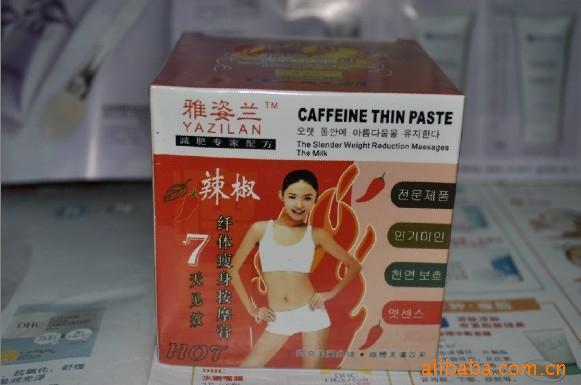 雅姿兰™
YAZILAN
减肥专家配方
CAFFEINE THIN PASTE
오랫 동안에 아름다움을 유지한다
The Slender Weight Reduction Massages
The Milk
辣椒
纤体瘦身按摩膏
7天见效
HOT
전문제품
인기미인
천연보호
엣센스
DHC
DHC
alibaba.com.cn